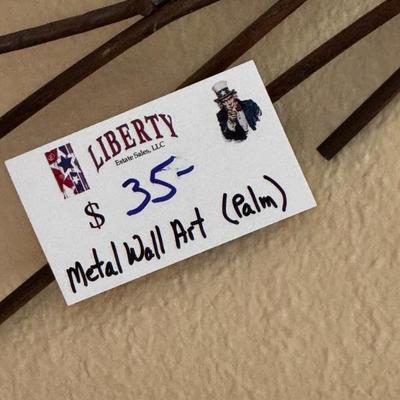 LIBERTY
Estate Sales, LLC
$ 35-
Metal Wall Art (Palm)